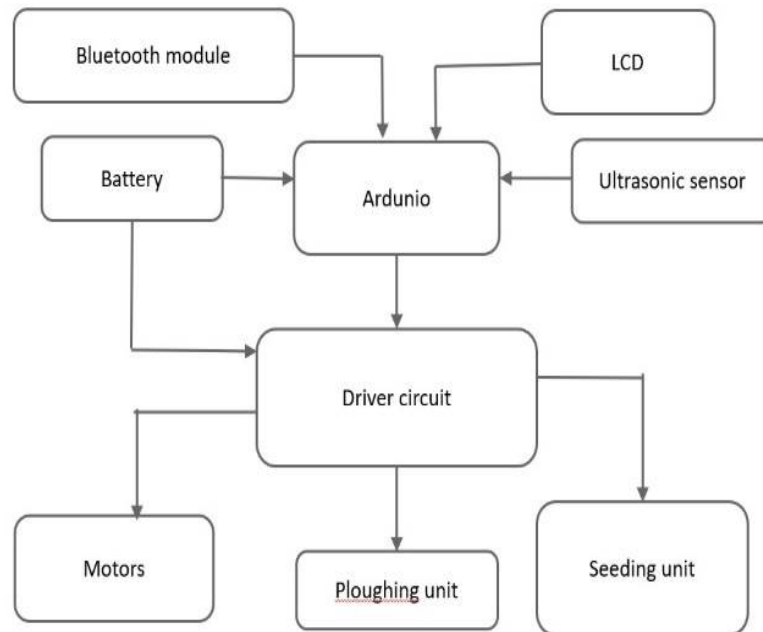 Bluetooth module
LCD
Battery
Ardunio
Ultrasonic sensor
Driver circuit
Motors
Ploughing unit
Seeding unit